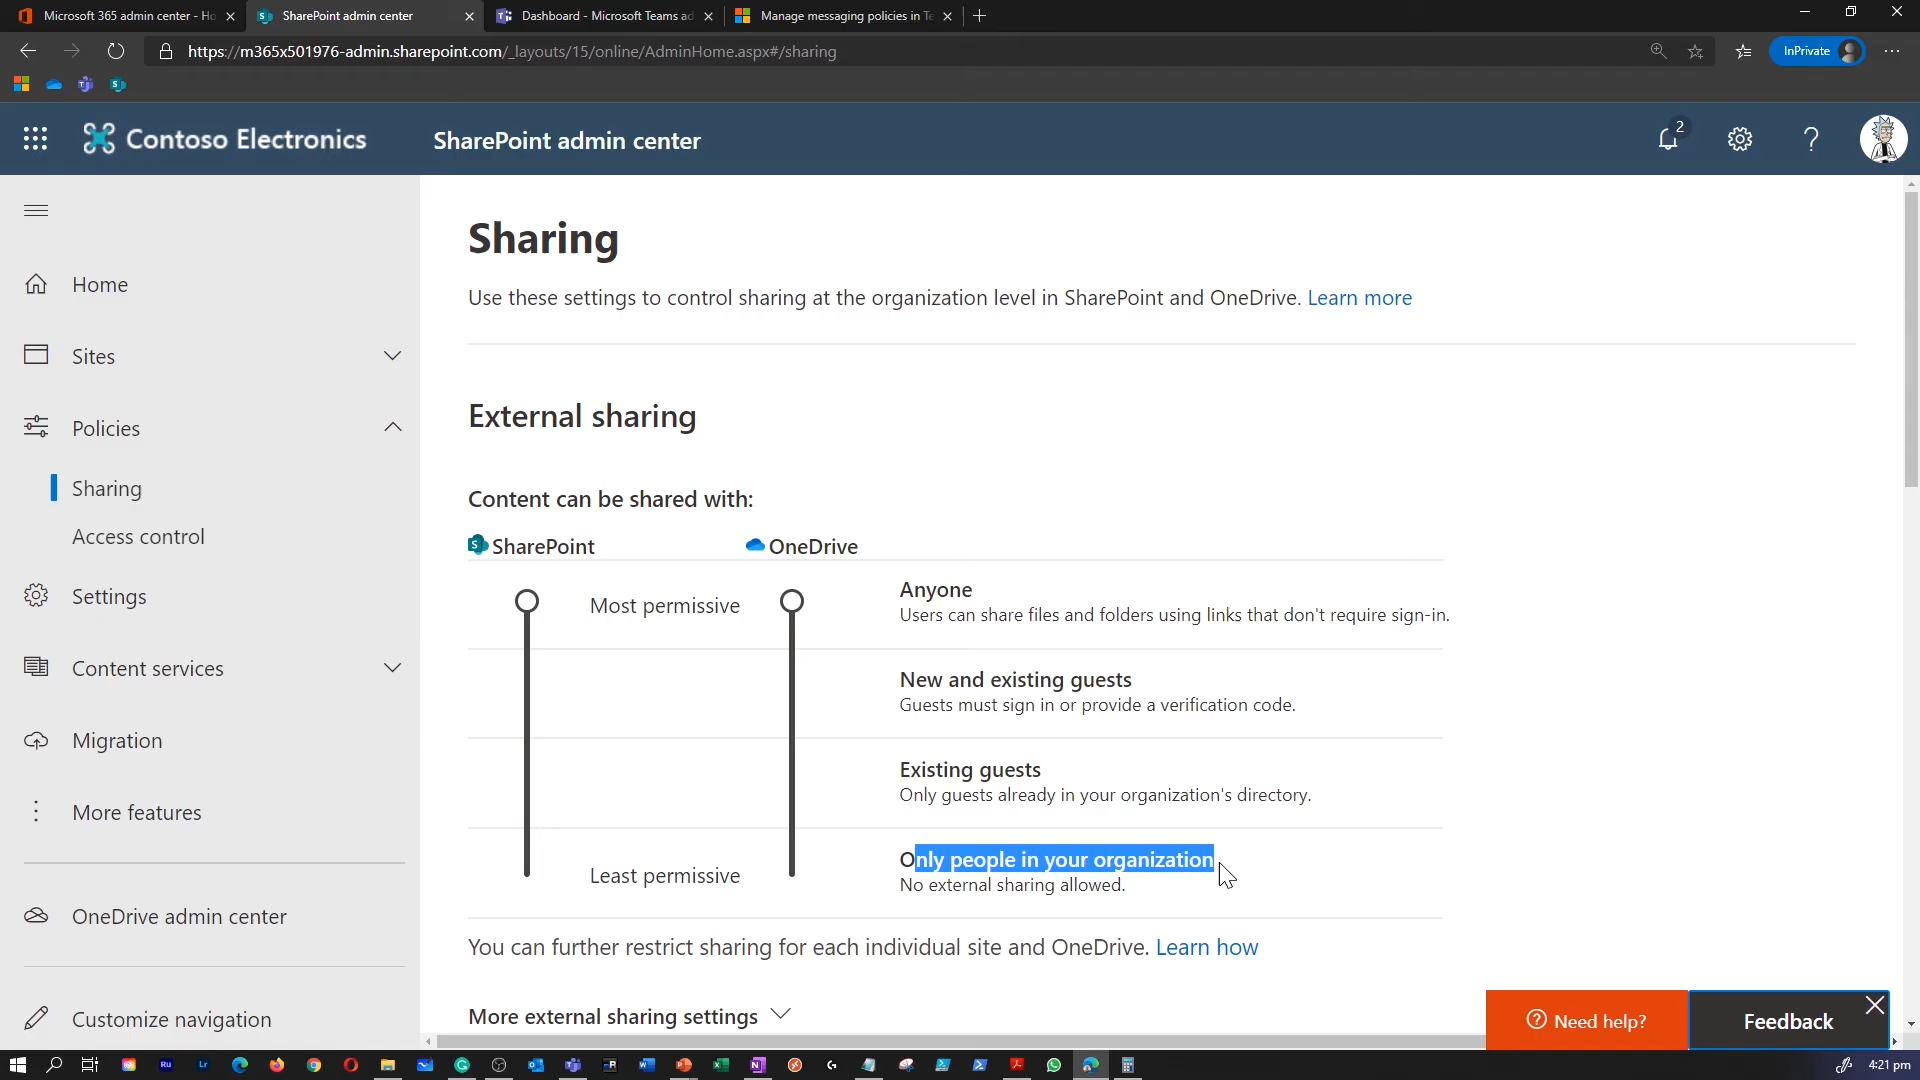 Microsoft 365 admin center - Ho
SharePoint admin center
Dashboard - Microsoft Teams ad
Manage messaging policies in Te
https://m365x501976-admin.sharepoint.com/_layouts/15/online/AdminHome.aspx#/sharing
InPrivate
Contoso Electronics
SharePoint admin center
2
Sharing
Use these settings to control sharing at the organization level in SharePoint and OneDrive. Learn more
Home
Sites
Policies
Sharing
Access control
Settings
Content services
Migration
More features
OneDrive admin center
Customize navigation
External sharing
Content can be shared with:
SharePoint
OneDrive
Most permissive
Anyone
Users can share files and folders using links that don't require sign-in.
New and existing guests
Guests must sign in or provide a verification code.
Existing guests
Only guests already in your organization's directory.
Least permissive
Only people in your organization
No external sharing allowed.
You can further restrict sharing for each individual site and OneDrive. Learn how
More external sharing settings
Need help?
Feedback
4:21 pm